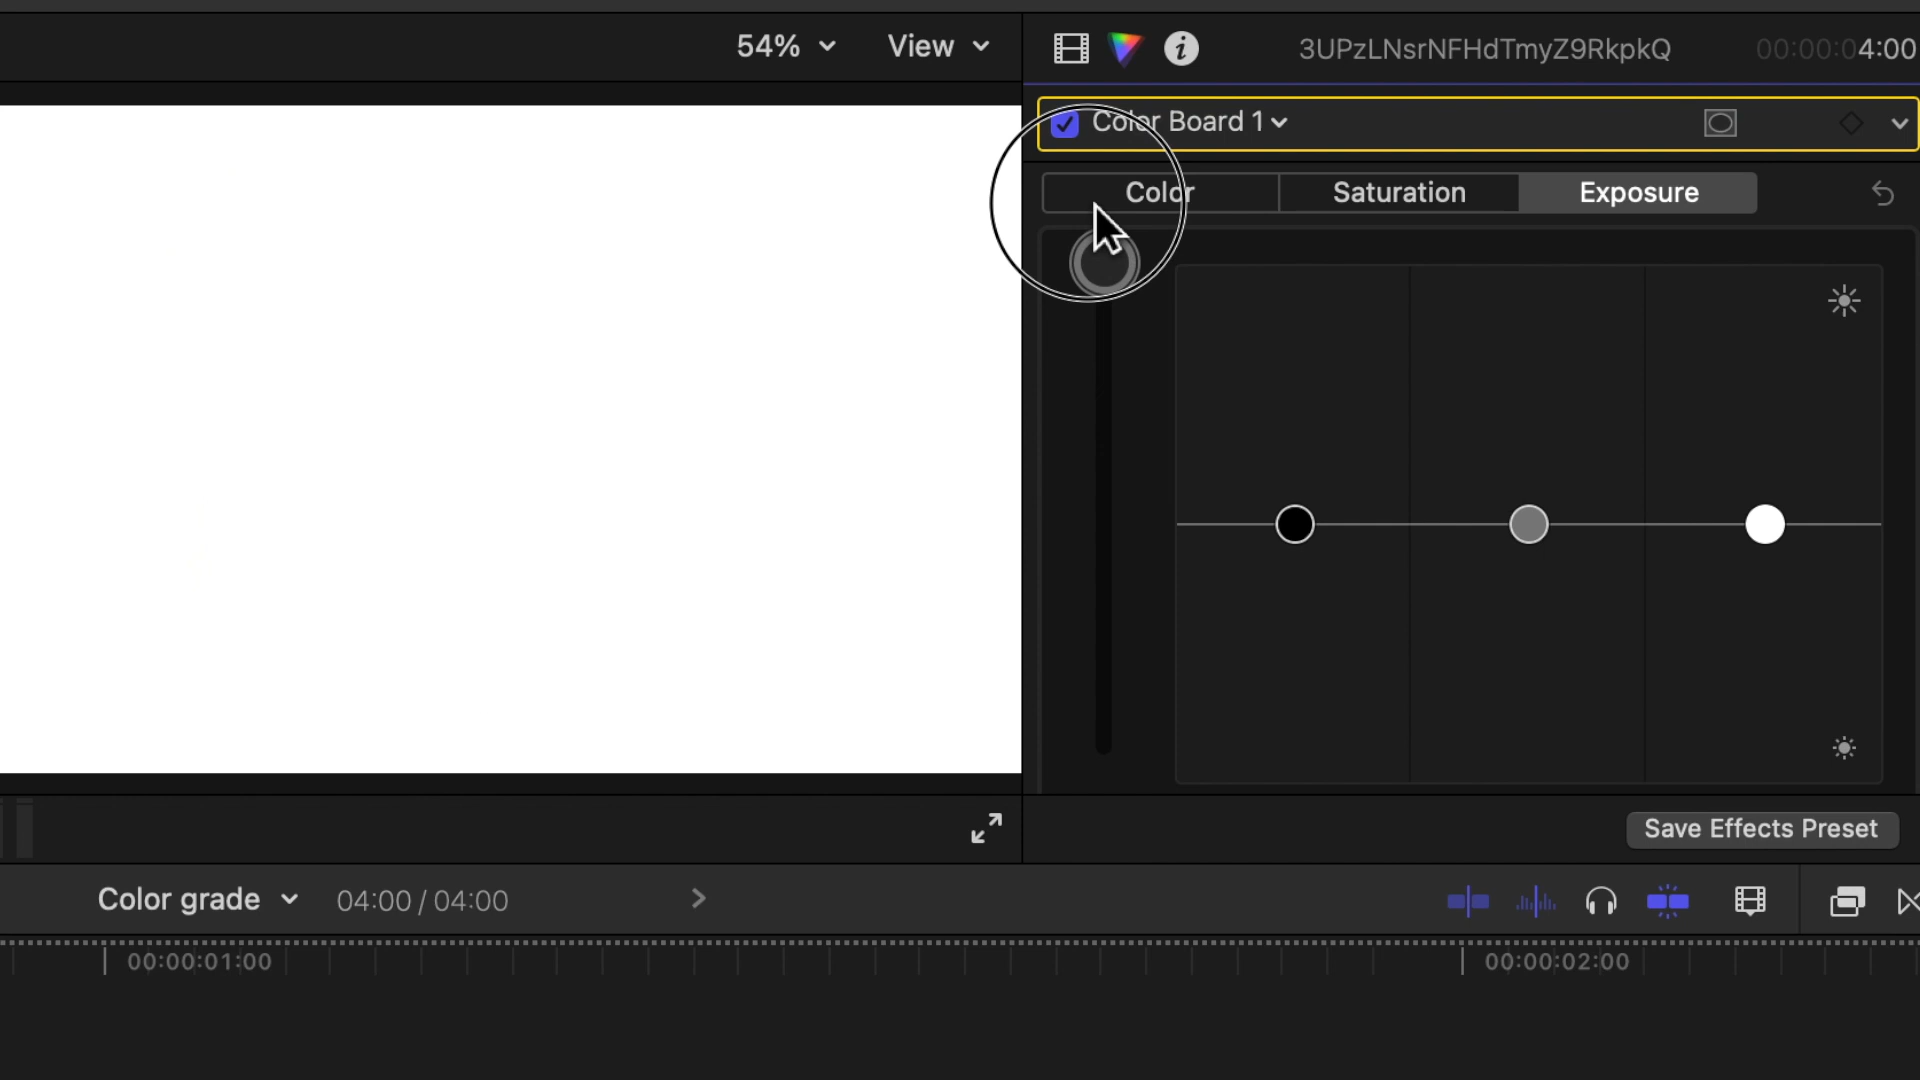 54% View 3UPzLNsrNFHdTmyZ9RkpkQ 00:00:04:00
Color Board 1
Color Saturation Exposure
Save Effects Preset
Color grade 04:00 / 04:00
00:00:01:00 00:00:02:00